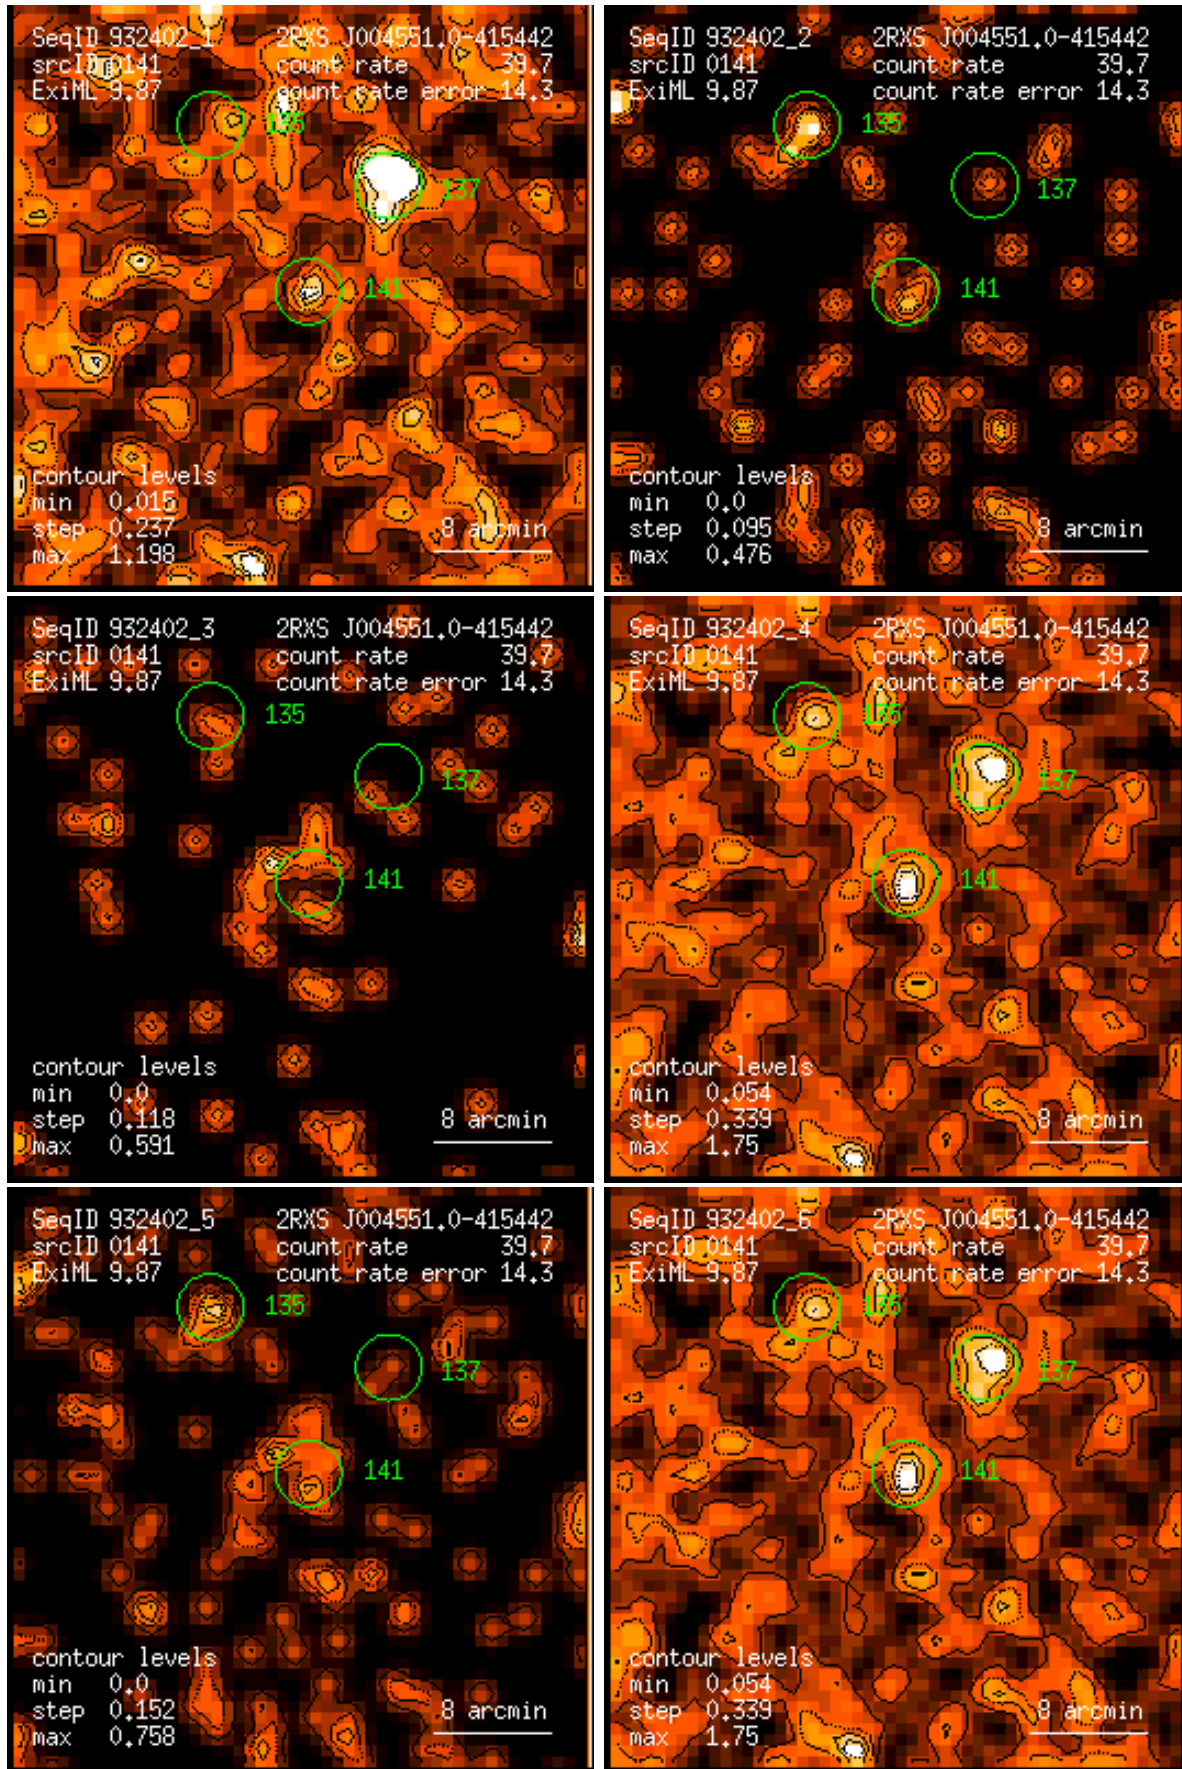 SeqID 932402_1 2RXS J004551.0-415442
srcID 0141 count rate 39.7
ExiML 9.87 count rate error 14.3
135
137
141
contour levels
min 0.015
step 0.237 8 arcmin
max 1.198
SeqID 932402_2 2RXS J004551.0-415442
srcID 0141 count rate 39.7
ExiML 9.87 count rate error 14.3
135
137
141
contour levels
min 0.0
step 0.095 8 arcmin
max 0.476
SeqID 932402_3 2RXS J004551.0-415442
srcID 0141 count rate 39.7
ExiML 9.87 count rate error 14.3
135
137
141
contour levels
min 0.0
step 0.118 8 arcmin
max 0.591
SeqID 932402_4 2RXS J004551.0-415442
srcID 0141 count rate 39.7
ExiML 9.87 count rate error 14.3
135
137
141
contour levels
min 0.054
step 0.339 8 arcmin
max 1.75
SeqID 932402_5 2RXS J004551.0-415442
srcID 0141 count rate 39.7
ExiML 9.87 count rate error 14.3
135
137
141
contour levels
min 0.0
step 0.152 8 arcmin
max 0.758
SeqID 932402_6 2RXS J004551.0-415442
srcID 0141 count rate 39.7
ExiML 9.87 count rate error 14.3
135
137
141
contour levels
min 0.054
step 0.339 8 arcmin
max 1.75